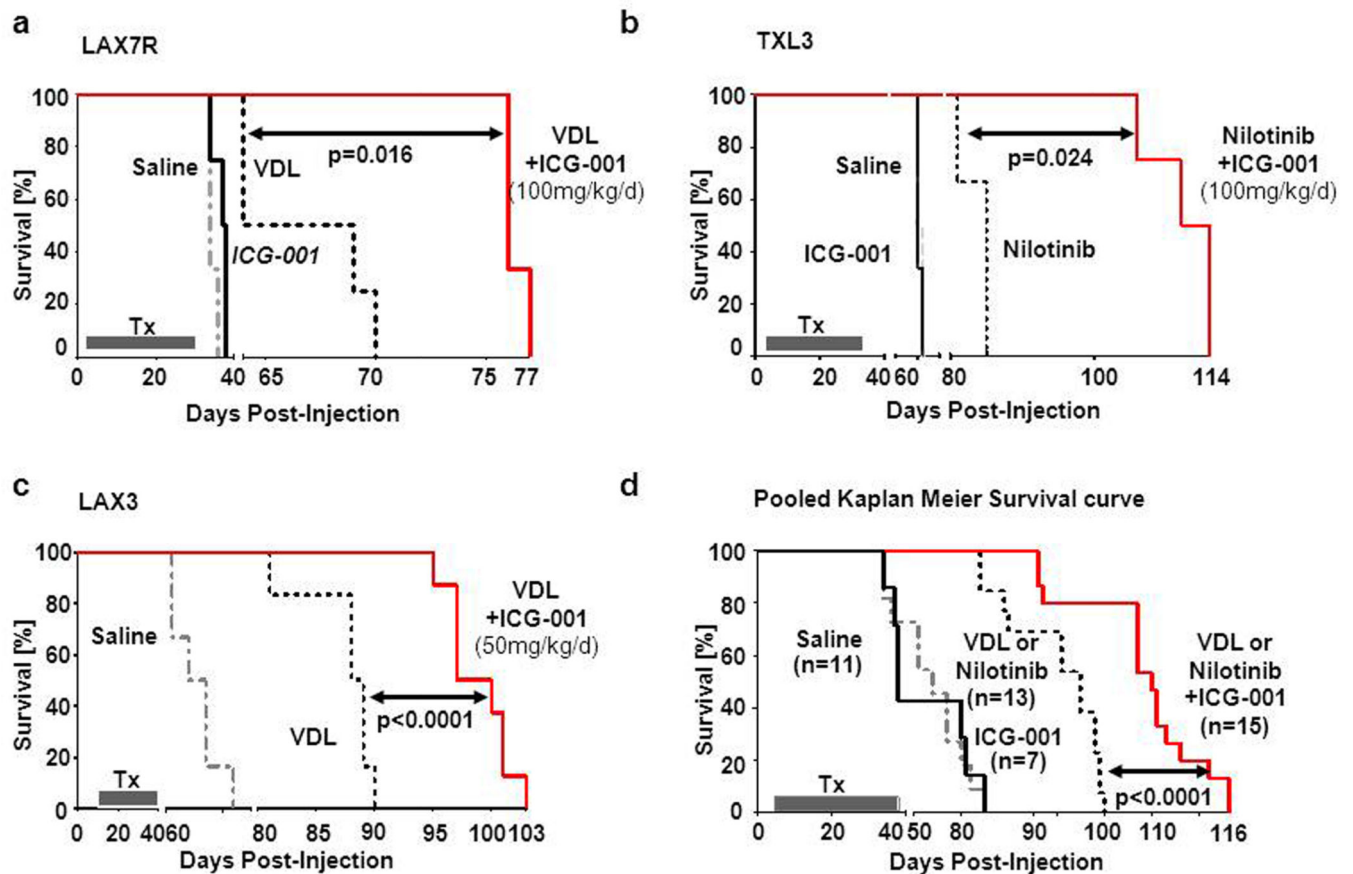 a
LAX7R
Survival [%]
100
80
60
40
20
0
Saline
VDL
p=0.016
VDL
+ICG-001
(100mg/kg/d)
ICG-001
Tx
0 20 40 65 70 75 77
Days Post-Injection
b
TXL3
Survival [%]
100
80
60
40
20
0
Saline
p=0.024
Nilotinib
+ICG-001
(100mg/kg/d)
ICG-001
Nilotinib
Tx
0 20 40 60 80 100 114
Days Post-Injection
c
LAX3
Survival [%]
100
80
60
40
20
0
Saline
VDL
+ICG-001
(50mg/kg/d)
p<0.0001
VDL
Tx
0 20 40 60 80 85 90 95 100 103
Days Post-Injection
d
Pooled Kaplan Meier Survival curve
Survival [%]
100
80
60
40
20
0
Saline
(n=11)
VDL or
Nilotinib
(n=13)
ICG-001
(n=7)
VDL or
Nilotinib
+ICG-001
(n=15)
p<0.0001
Tx
0 20 40 50 80 100 110 116
Days Post-Injection